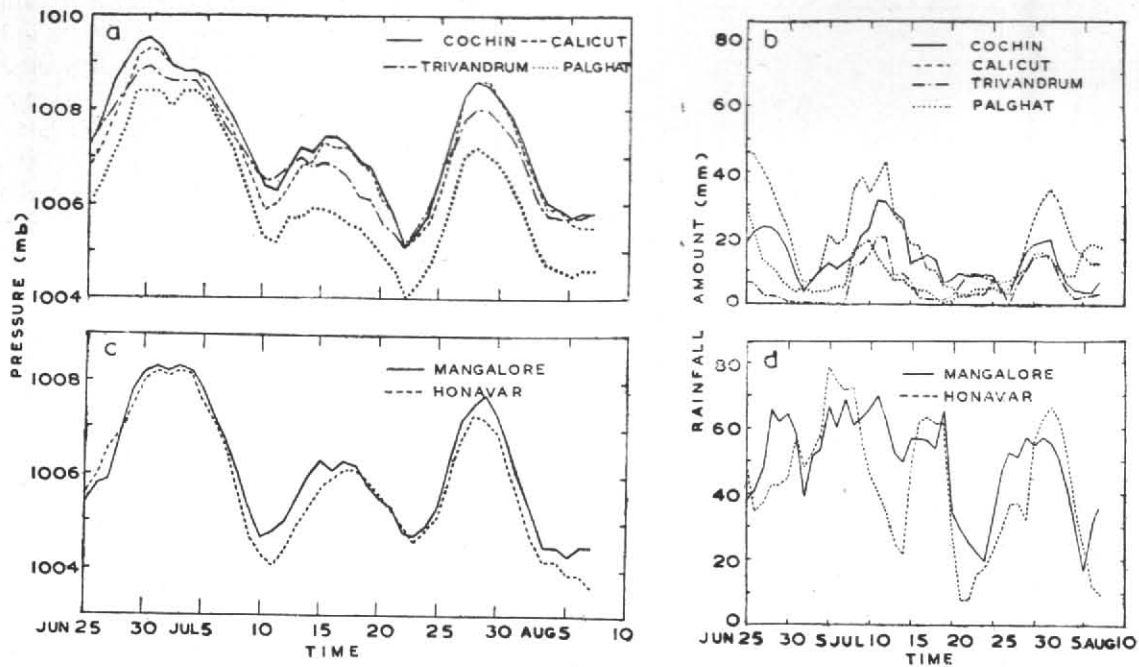 a
COCHIN CALICUT
TRIVANDRUM PALGHAT
1010
1008
1006
1004
PRESSURE (mb)
c
MANGALORE
HONAVAR
1008
1006
1004
JUN 25 30 JUL5 10 15 20 25 30 AUG5 10
TIME
b
COCHIN
CALICUT
TRIVANDRUM
PALGHAT
80
60
40
20
0
RAINFALL AMOUNT (mm)
d
MANGALORE
HONAVAR
80
60
40
20
0
JUN 25 30 5JUL10 15 20 25 30 5AUG10
TIME